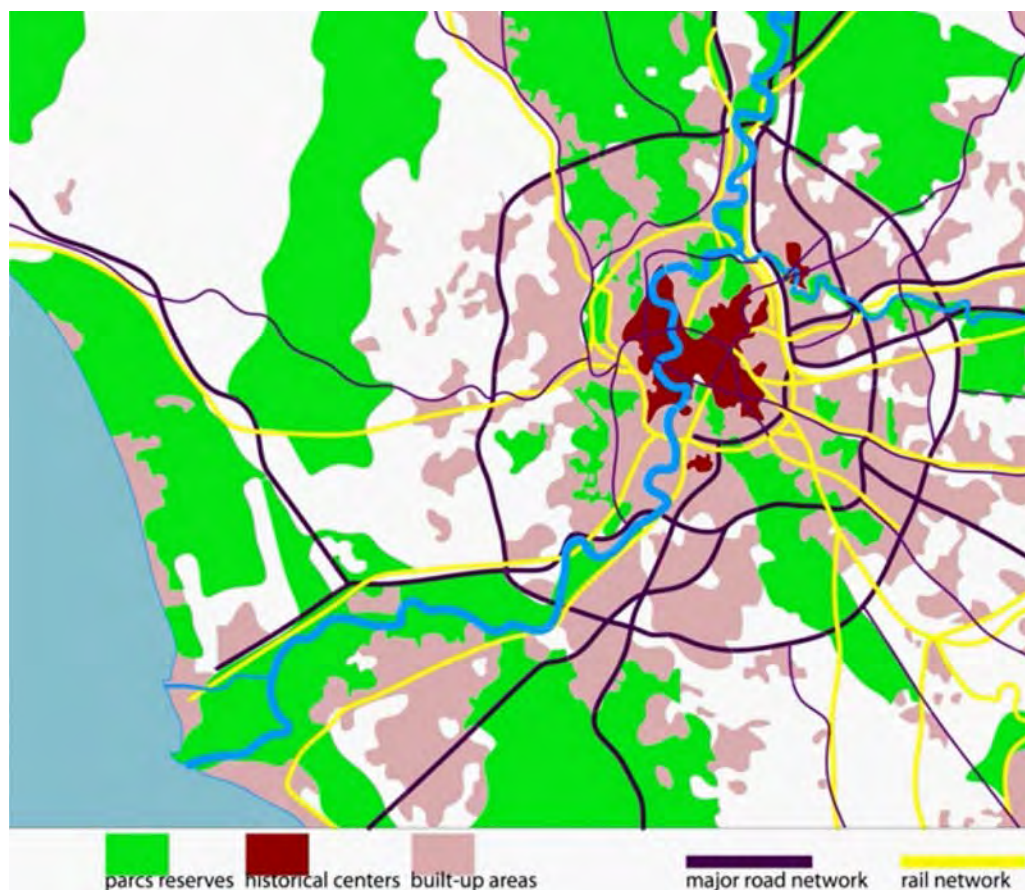 parcs reserves
historical centers
built-up areas
major road network
rail network